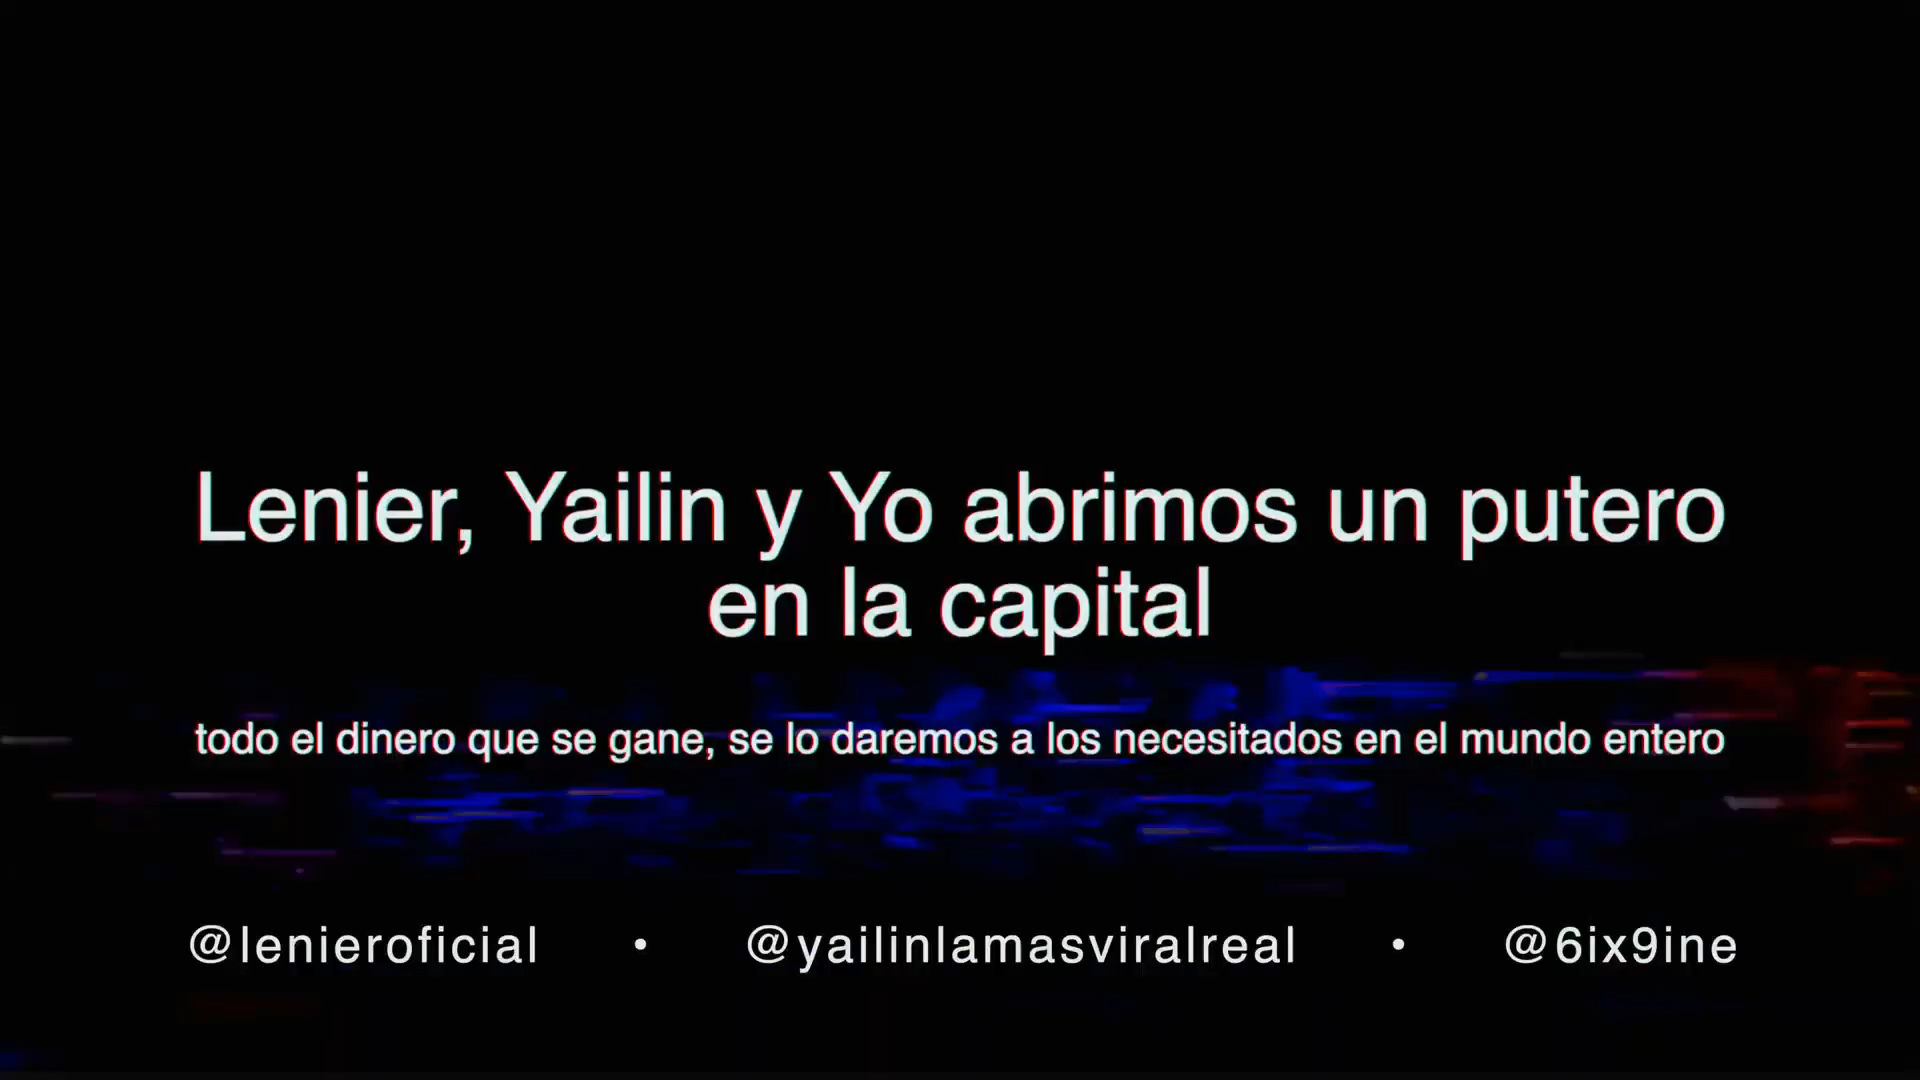 Lenier, Yailin y Yo abrimos un putero
en la capital
todo el dinero que se gane, se lo daremos a los necesitados en el mundo entero
@lenieroficial • @yailinlamasviralreal • @6ix9ine